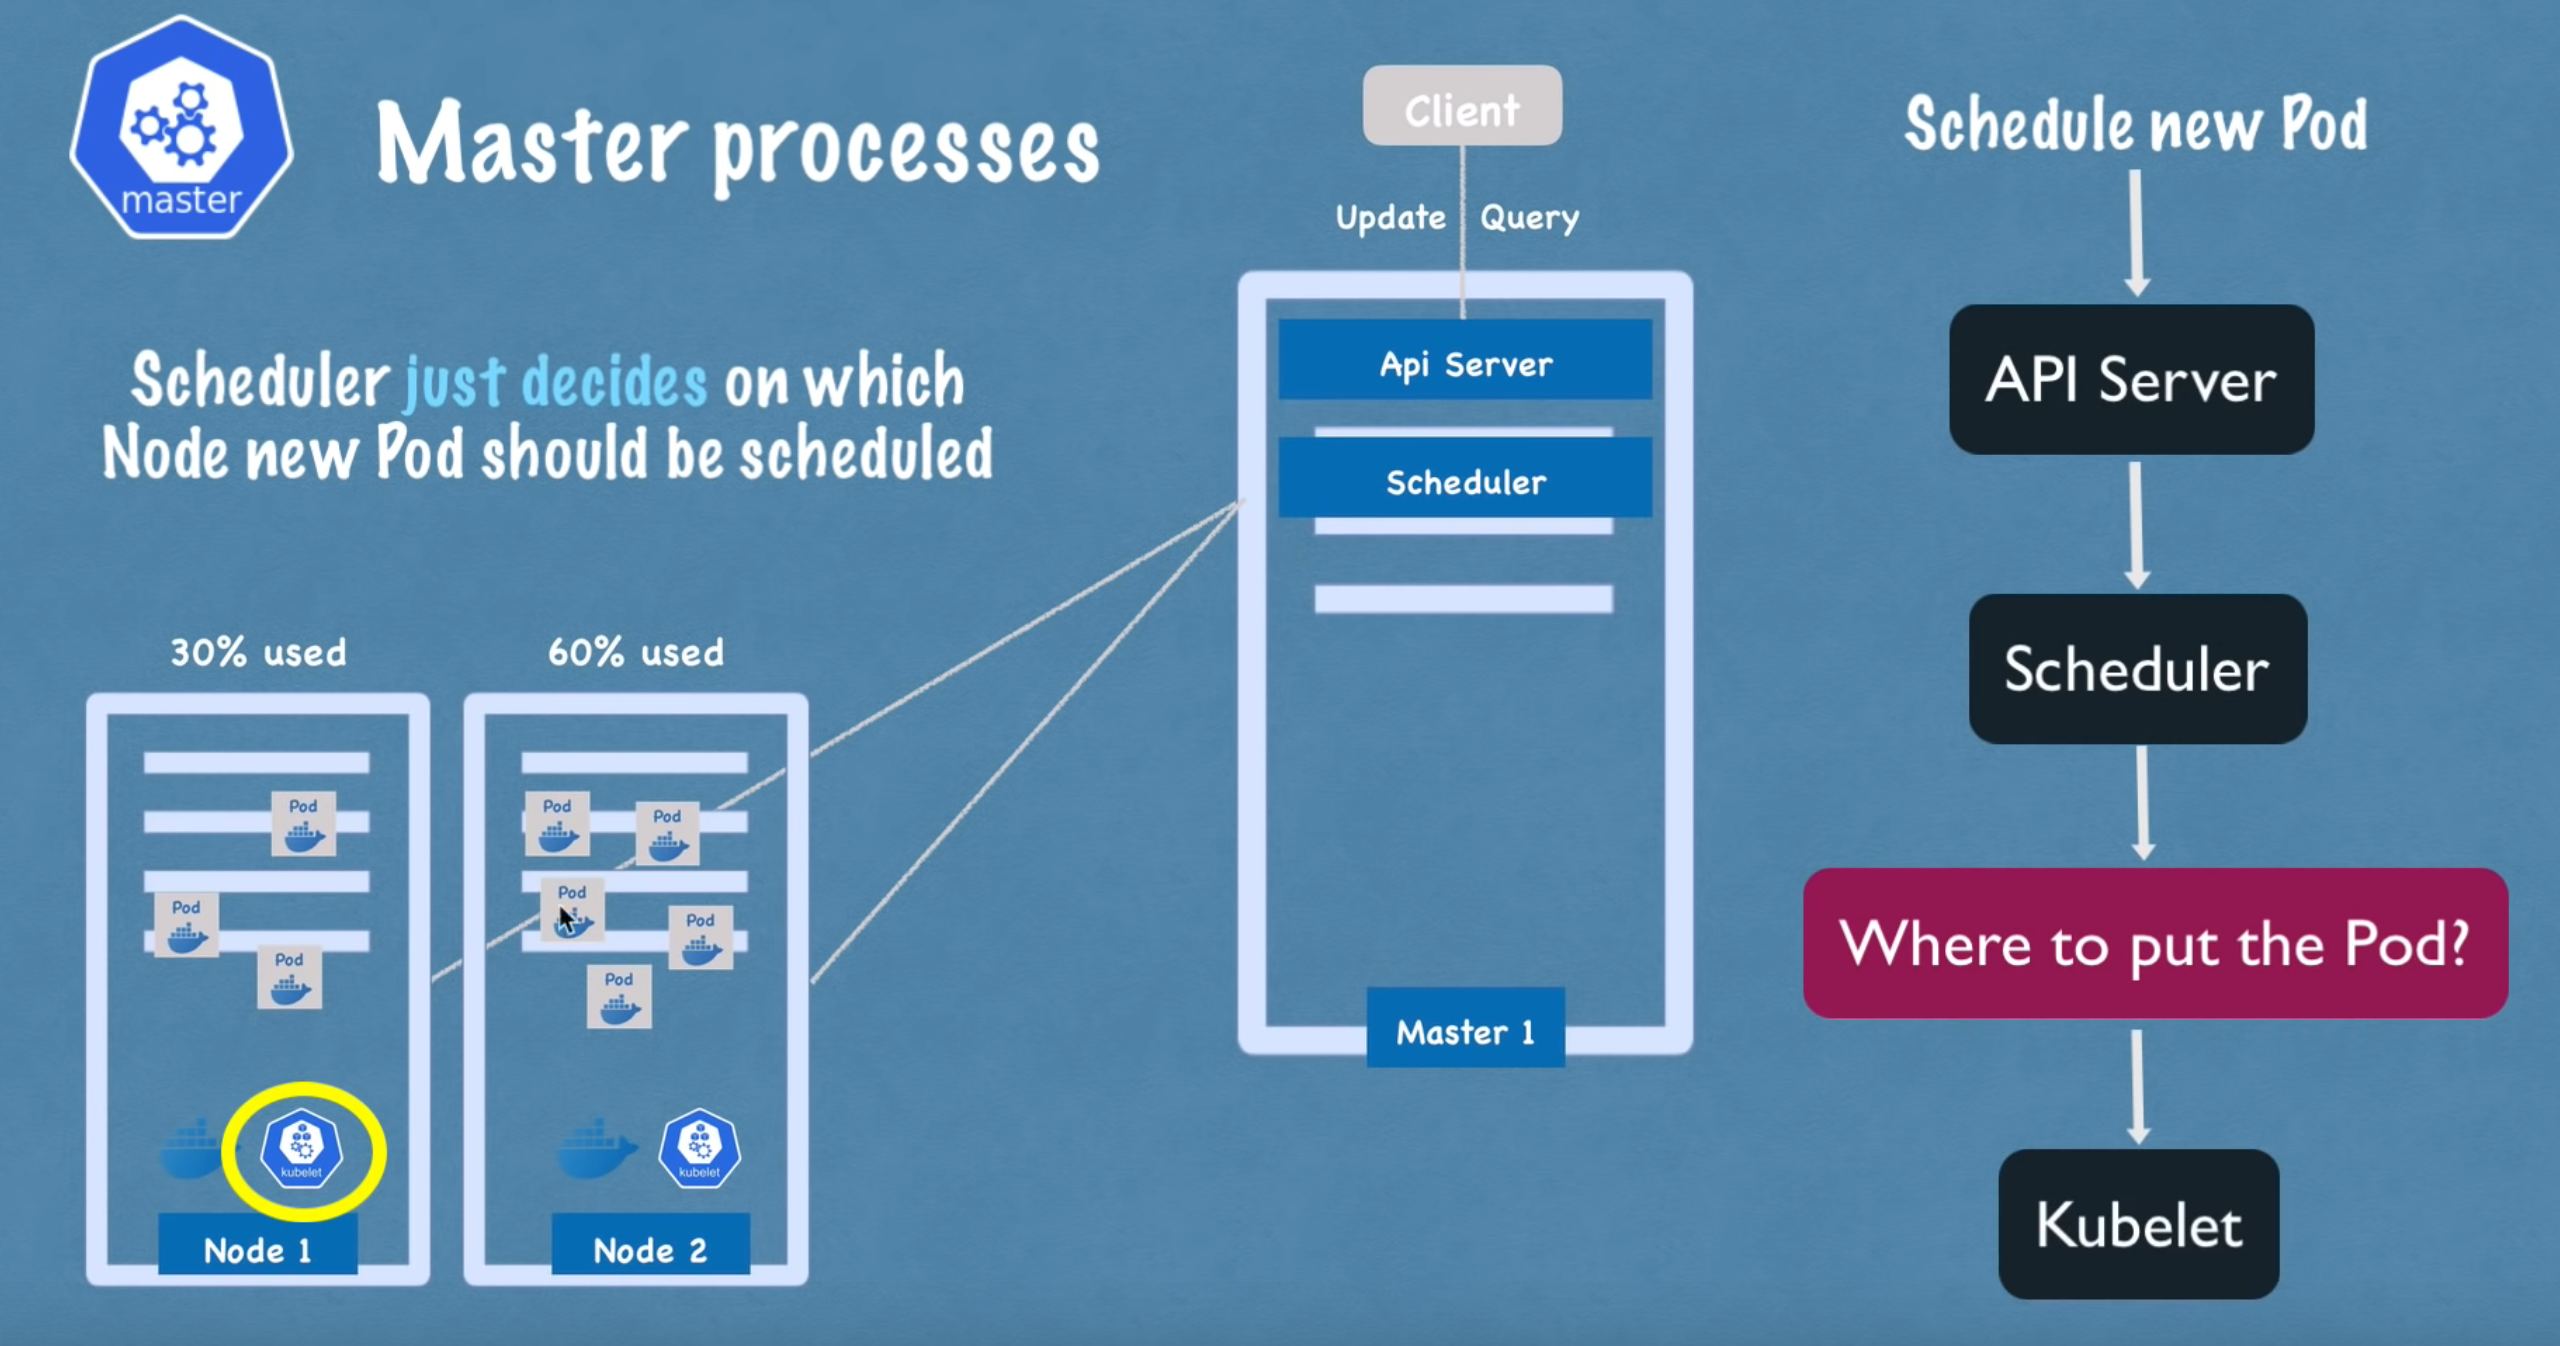 master
Master processes
Scheduler just decides on which
Node new Pod should be scheduled
30% used
60% used
Pod
Pod
Pod
kubelet
Node 1
Pod
Pod
Pod
Pod
Pod
kubelet
Node 2
Client
Update
Query
Api Server
Scheduler
Master 1
Schedule new Pod
API Server
Scheduler
Where to put the Pod?
Kubelet